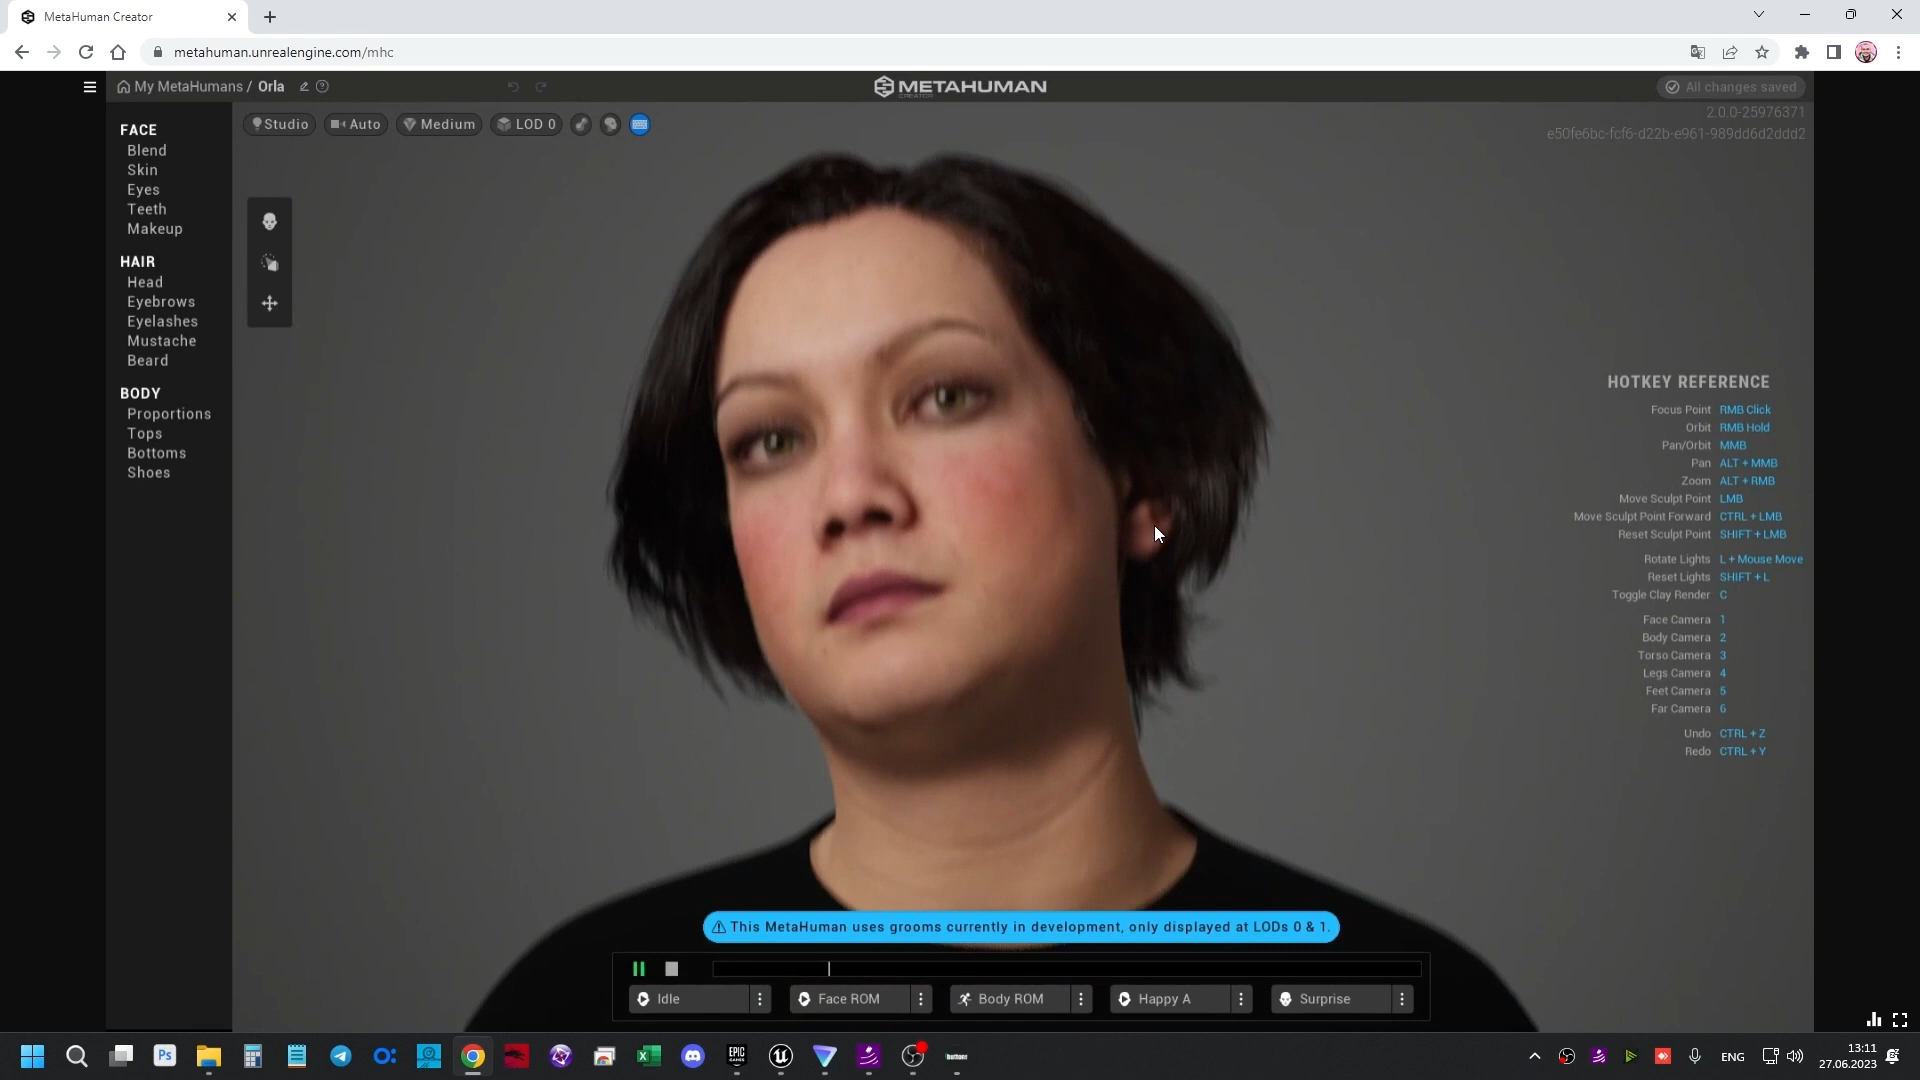 MetaHuman Creator
metahuman.unrealengine.com/mhc
My MetaHumans / Orla
METAHUMAN
CREATOR
All changes saved
2.0.0-25976371
e50fe6bc-fcf6-d22b-e961-989dd6d2ddd2
Studio
Auto
Medium
LOD 0
FACE
Blend
Skin
Eyes
Teeth
Makeup
HAIR
Head
Eyebrows
Eyelashes
Mustache
Beard
BODY
Proportions
Tops
Bottoms
Shoes
HOTKEY REFERENCE
Focus Point RMB Click
Orbit RMB Hold
Pan/Orbit MMB
Pan ALT + MMB
Zoom ALT + RMB
Move Sculpt Point LMB
Move Sculpt Point Forward CTRL + LMB
Reset Sculpt Point SHIFT + LMB
Rotate Lights L + Mouse Move
Reset Lights SHIFT + L
Toggle Clay Render C
Face Camera 1
Body Camera 2
Torso Camera 3
Legs Camera 4
Feet Camera 5
Far Camera 6
Undo CTRL + Z
Redo CTRL + Y
This MetaHuman uses grooms currently in development, only displayed at LODs 0 & 1.
Idle
Face ROM
Body ROM
Happy A
Surprise
Ps
EPIC
GAMES
buttons
ENG
13:11
27.06.2023